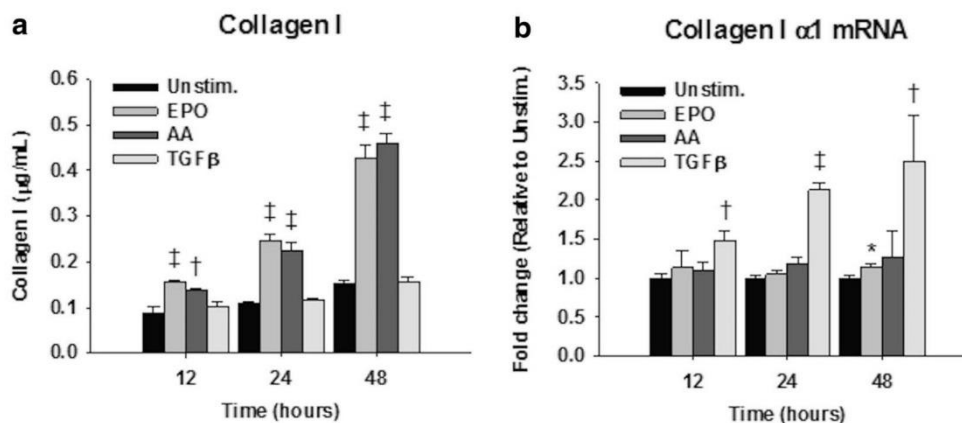 a
Collagen I
Collagen I (µg/mL)
0.6
0.5
0.4
0.3
0.2
0.1
0.0
Unstim.
EPO
AA
TGFβ
‡
†
‡
‡
‡
‡
12
24
48
Time (hours)
b
Collagen I α1 mRNA
Fold change (Relative to Unstim.)
3.5
3.0
2.5
2.0
1.5
1.0
0.5
0.0
Unstim.
EPO
AA
TGFβ
†
‡
*
†
12
24
48
Time (hours)